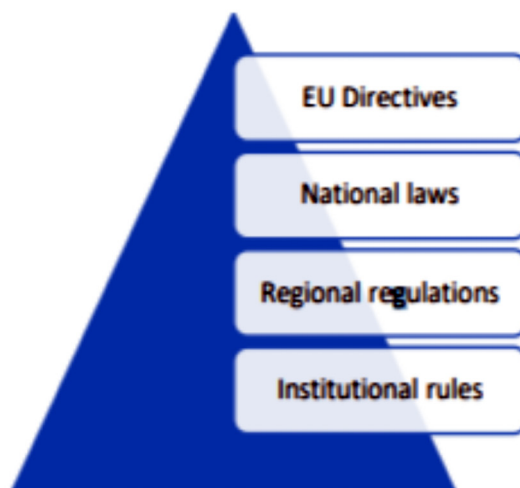 EU Directives
National laws
Regional regulations
Institutional rules